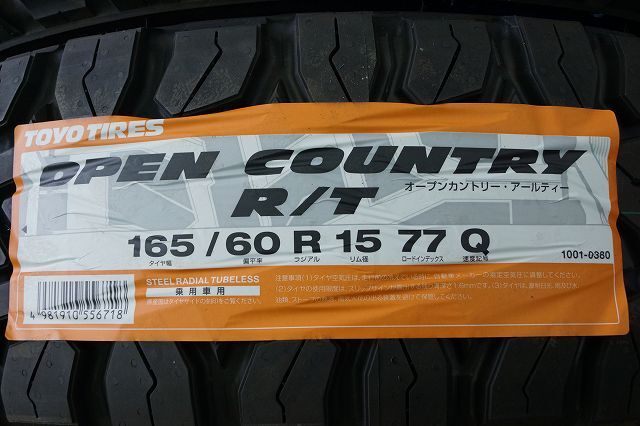 TOYO TIRES
OPEN COUNTRY
R/T
オープンカントリー・アールティー
165 / 60 R 15 77 Q
タイヤ幅 偏平率 ラジアル リム径 ロードインデックス 速度記号
1001-0380
STEEL RADIAL TUBELESS
乗用車用
4 981910 556718